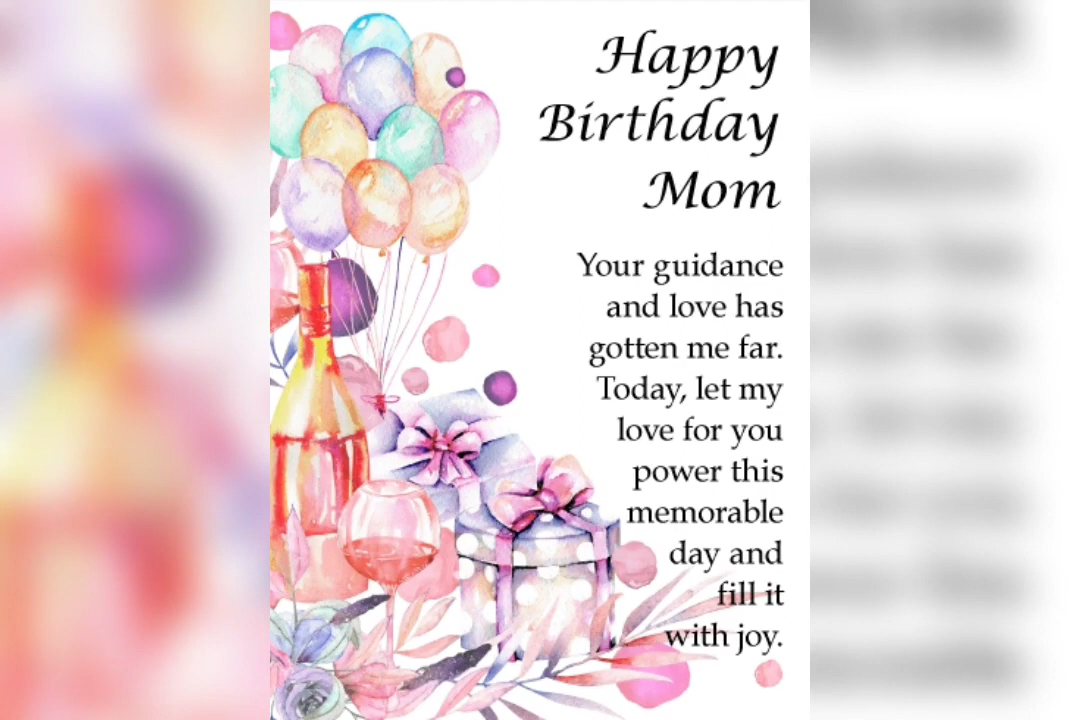 Happy
Birthday
Mom
Your guidance
and love has
gotten me far.
Today, let my
love for you
power this
memorable
day and
fill it
with joy.